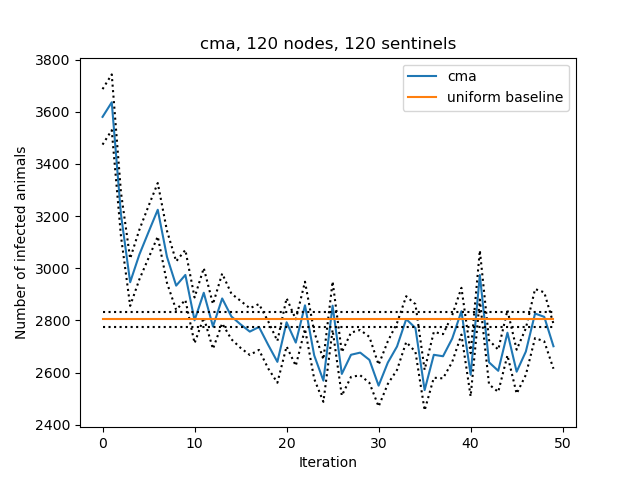 cma, 120 nodes, 120 sentinels
cma
uniform baseline
Number of infected animals
3800
3600
3400
3200
3000
2800
2600
2400
0 10 20 30 40 50
Iteration